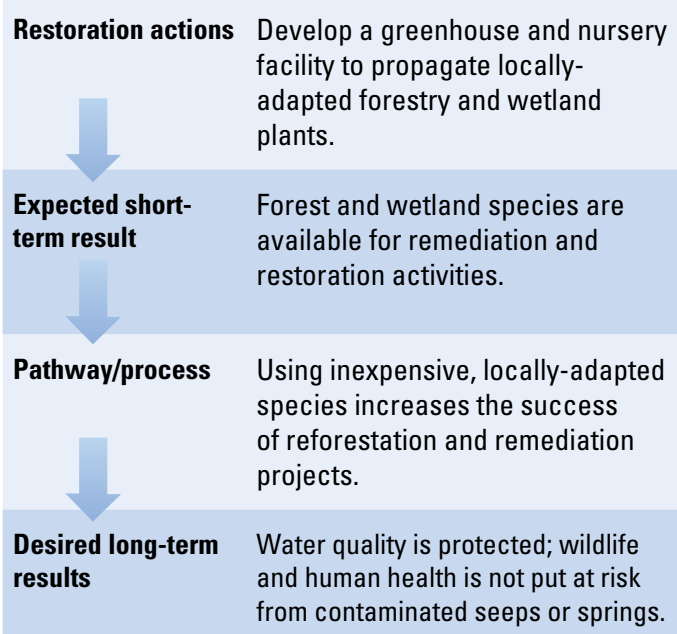 Restoration actions Develop a greenhouse and nursery
facility to propagate locally-
adapted forestry and wetland
plants.
Expected short- Forest and wetland species are
term result available for remediation and
restoration activities.
Pathway/process Using inexpensive, locally-adapted
species increases the success
of reforestation and remediation
projects.
Desired long-term Water quality is protected; wildlife
results and human health is not put at risk
from contaminated seeps or springs.